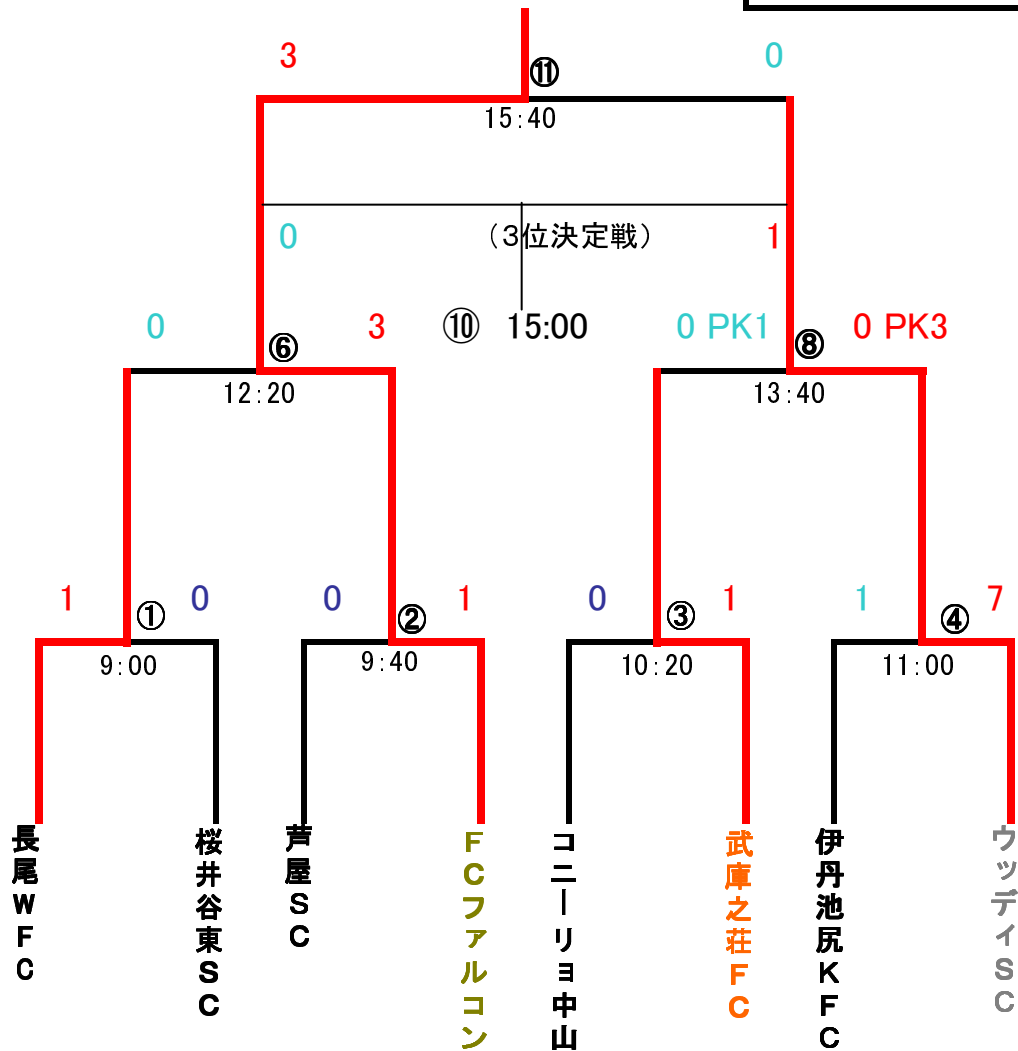 3 0
⑪
15:40
0 (3位決定戦) 1
0 3 ⑩ 15:00 0 PK1 0 PK3
⑥ ⑧
12:20 13:40
1 0 0 1 0 1 1 7
① ② ③ ④
9:00 9:40 10:20 11:00
長尾WFC
桜井谷東SC
芦屋SC
FCファルコン
コニーリョ中山
武庫之荘FC
伊丹池尻KFC
ウッディSC